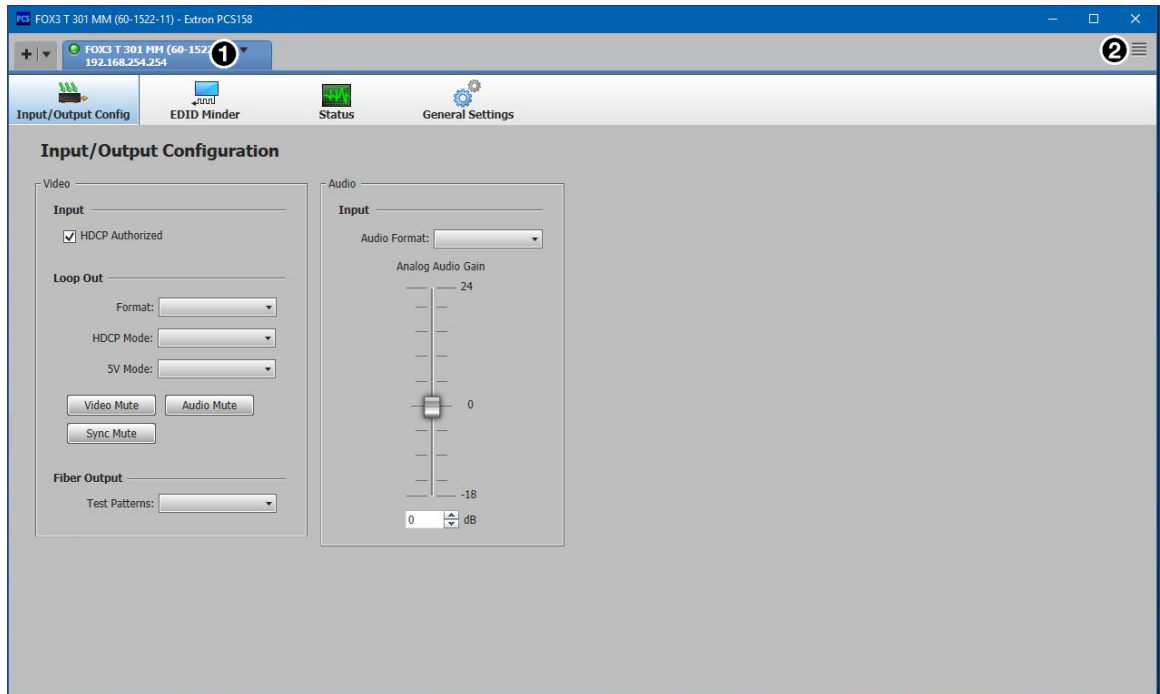 PCS FOX3 T 301 MM (60-1522-11) - Extron PCS158
FOX3 T 301 MM (60-1522
192.168.254.254
1
2
Input/Output Config
EDID Minder
Status
General Settings
Input/Output Configuration
Video
Input
HDCP Authorized
Loop Out
Format:
HDCP Mode:
5V Mode:
Video Mute
Audio Mute
Sync Mute
Fiber Output
Test Patterns:
Audio
Input
Audio Format:
Analog Audio Gain
24
0
-18
0 dB